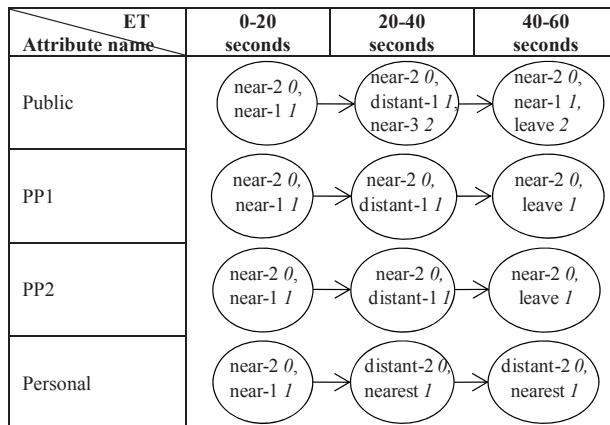 ET
Attribute name
0-20
seconds
20-40
seconds
40-60
seconds
Public
near-2 0,
near-1 1
near-2 0,
distant-1 1,
near-3 2
near-2 0,
near-1 1,
leave 2
PP1
near-2 0,
near-1 1
near-2 0,
distant-1 1
near-2 0,
leave 1
PP2
near-2 0,
near-1 1
near-2 0,
distant-1 1
near-2 0,
leave 1
Personal
near-2 0,
near-1 1
distant-2 0,
nearest 1
distant-2 0,
nearest 1